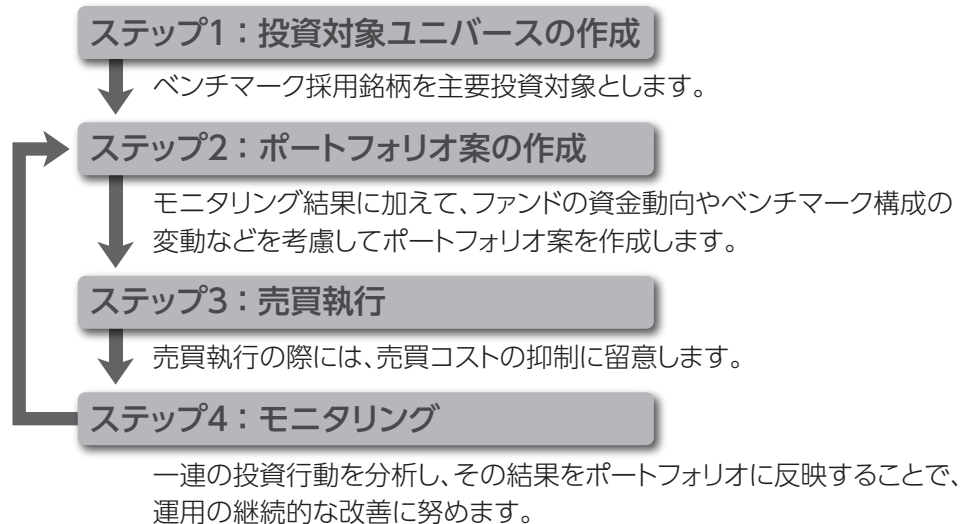 ステップ1：投資対象ユニバースの作成
ベンチマーク採用銘柄を主要投資対象とします。
ステップ2：ポートフォリオ案の作成
モニタリング結果に加えて、ファンドの資金動向やベンチマーク構成の
変動などを考慮してポートフォリオ案を作成します。
ステップ3：売買執行
売買執行の際には、売買コストの抑制に留意します。
ステップ4：モニタリング
一連の投資行動を分析し、その結果をポートフォリオに反映することで、
運用の継続的な改善に努めます。